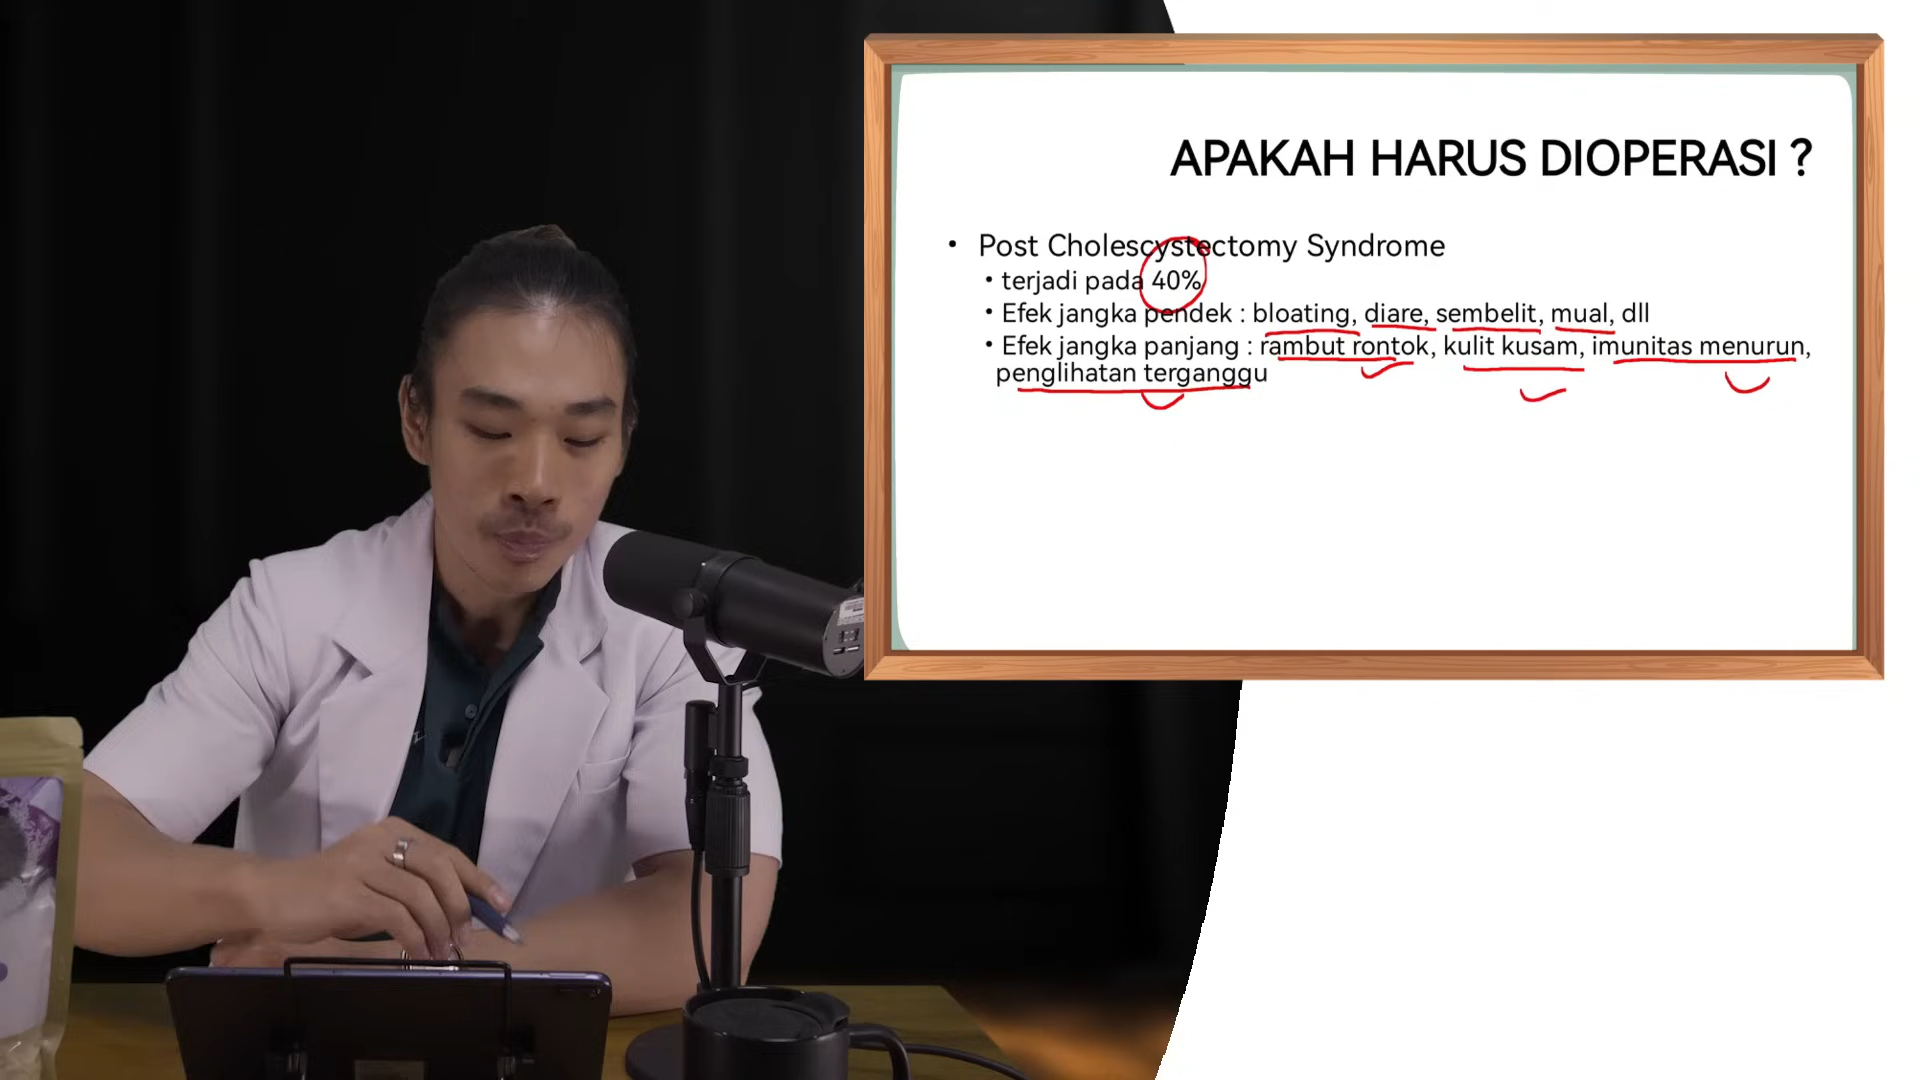 APAKAH HARUS DIOPERASI ?
• Post Cholescystectomy Syndrome
• terjadi pada 40%
• Efek jangka pendek : bloating, diare, sembelit, mual, dll
• Efek jangka panjang : rambut rontok, kulit kusam, imunitas menurun,
penglihatan terganggu